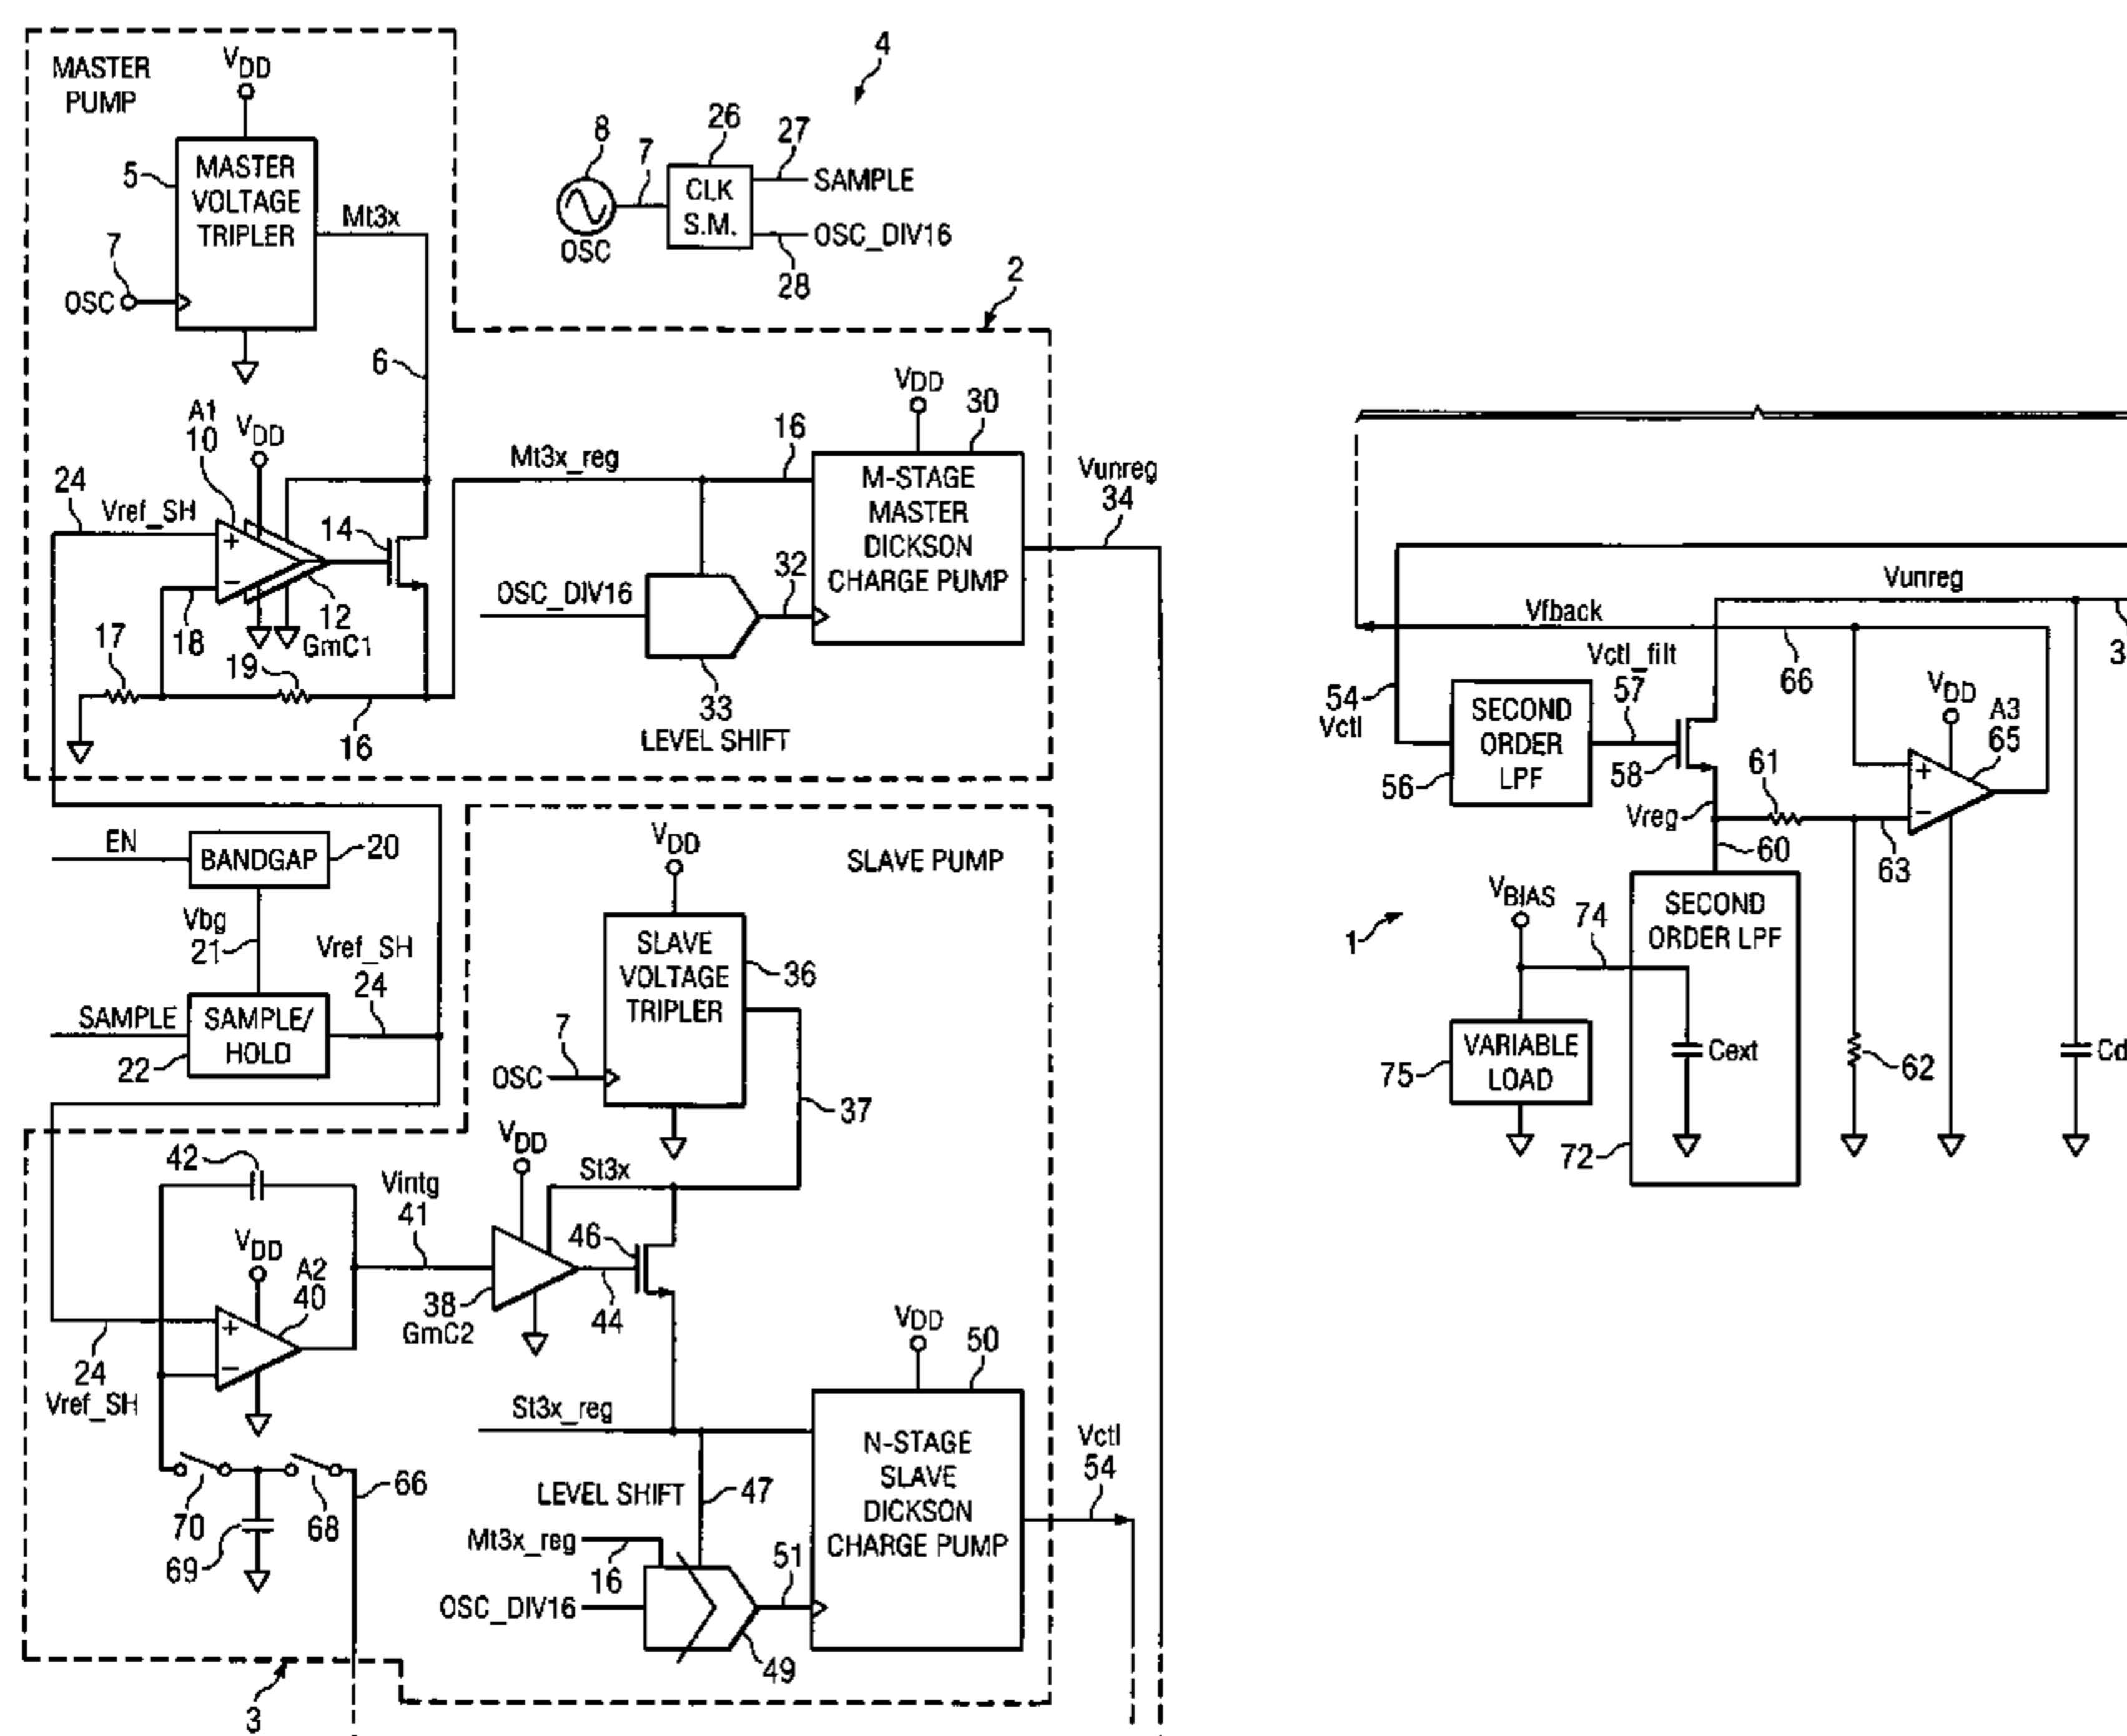 MASTER
PUMP
VDD
5
MASTER
VOLTAGE
TRIPLER
Mt3x
7
OSC
6
4
8
OSC
7
26
CLK
S.M.
27
SAMPLE
OSC_DIV16
28
2
A1
10
VDD
24
Vref_SH
+
−
14
12
GmC1
18
17
19
16
Mt3x_reg
16
VDD
30
M-STAGE
MASTER
DICKSON
CHARGE PUMP
OSC_DIV16
32
33
LEVEL SHIFT
Vunreg
34
EN
BANDGAP
20
Vbg
21
Vref_SH
24
SAMPLE
SAMPLE/
HOLD
22
SLAVE PUMP
VDD
SLAVE
VOLTAGE
TRIPLER
36
7
OSC
37
42
VDD
St3x
Vintg
41
VDD
A2
40
+
−
24
Vref_SH
38
GmC2
46
44
VDD
50
St3x_reg
N-STAGE
SLAVE
DICKSON
CHARGE PUMP
Vctl
54
LEVEL SHIFT
47
Mt3x_reg
16
OSC_DIV16
51
49
70
69
68
66
3
Vunreg
3
Vfback
66
Vctl_filt
57
54
Vctl
SECOND
ORDER
LPF
56
58
VDD
A3
65
+
−
61
Vreg
60
63
1
VBIAS
74
SECOND
ORDER LPF
VARIABLE
LOAD
75
Cext
72
62
Cd